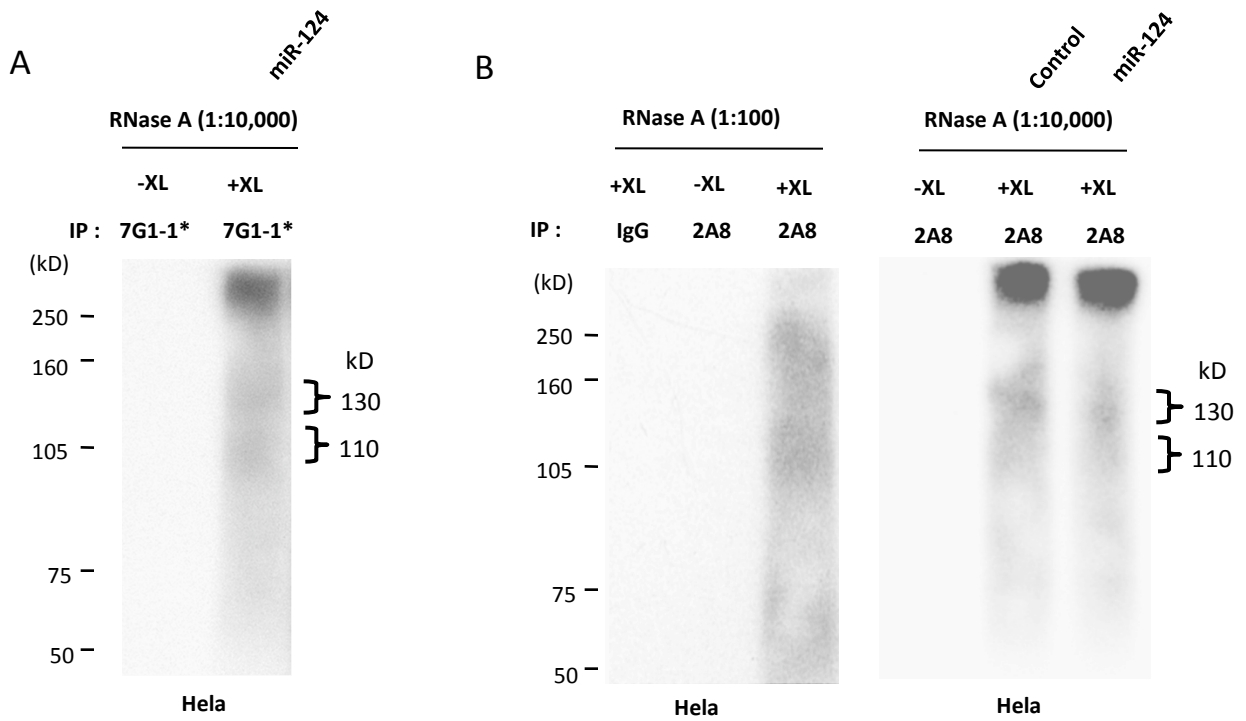 A
miR-124
RNase A (1:10,000)
-XL +XL
IP : 7G1-1* 7G1-1*
(kD)
250
160
105
75
50
kD
130
110
Hela
B
RNase A (1:100)
+XL -XL +XL
IP : IgG 2A8 2A8
(kD)
250
160
105
75
50
Hela
Control miR-124
RNase A (1:10,000)
-XL +XL +XL
2A8 2A8 2A8
kD
130
110
Hela